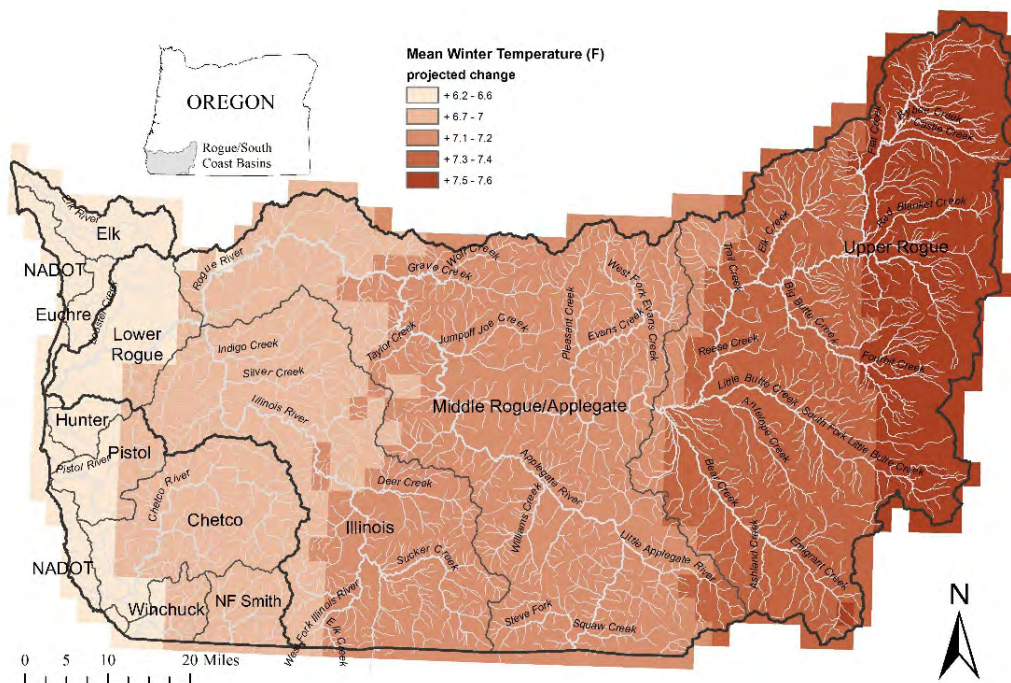 Mean Winter Temperature (F)
projected change
+ 6.2 - 6.6
+ 6.7 - 7
+ 7.1 - 7.2
+ 7.3 - 7.4
+ 7.5 - 7.6
OREGON
Rogue/South
Coast Basins
Castle Creek
Flat Creek
Red Blanket Creek
Elk River
Elk
Elk Creek
Trail Creek
Upper Rogue
NADOT
Rogue River
Wolf Creek
Grave Creek
West Fork Evans Creek
Big Butte Creek
Euchre
Lower
Rogue
Taylor Creek
Jumpoff Joe Creek
Pleasant Creek
Evans Creek
Indigo Creek
Reese Creek
Fourbit Creek
Silver Creek
Little Butte Creek
South Fork Little Butte Creek
Antelope Creek
Illinois River
Middle Rogue/Applegate
Hunter
Pistol
Pistol River
Chetco River
Applegate River
Bear Creek
Deer Creek
Chetco
Illinois
Williams Creek
Sucker Creek
Little Applegate River
Ashland Creek
Emigrant Creek
NADOT
Winchuck
NF Smith
West Fork Illinois River
Elk Creek
Steve Fork
Squaw Creek
N
0 5 10 20 Miles